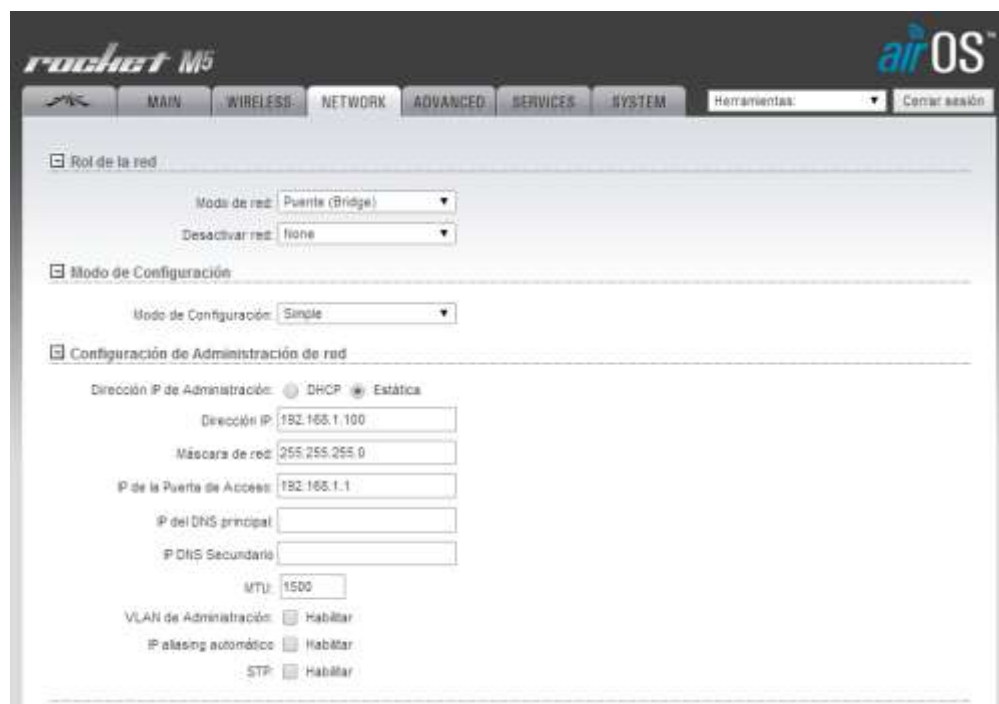 rocket M5
airOS™
MAIN WIRELESS NETWORK ADVANCED SERVICES SYSTEM Herramientas: Cerrar sesión
Rol de la red
Modo de red: Puente (Bridge)
Desactivar red: None
Modo de Configuración
Modo de Configuración: Simple
Configuración de Administración de red
Dirección IP de Administración: DHCP Estática
Dirección IP: 192.168.1.100
Máscara de red: 255.255.255.0
IP de la Puerta de Acceso: 192.168.1.1
IP del DNS principal:
IP DNS Secundario
MTU: 1500
VLAN de Administración: Habilitar
IP aliasing automático Habilitar
STP: Habilitar